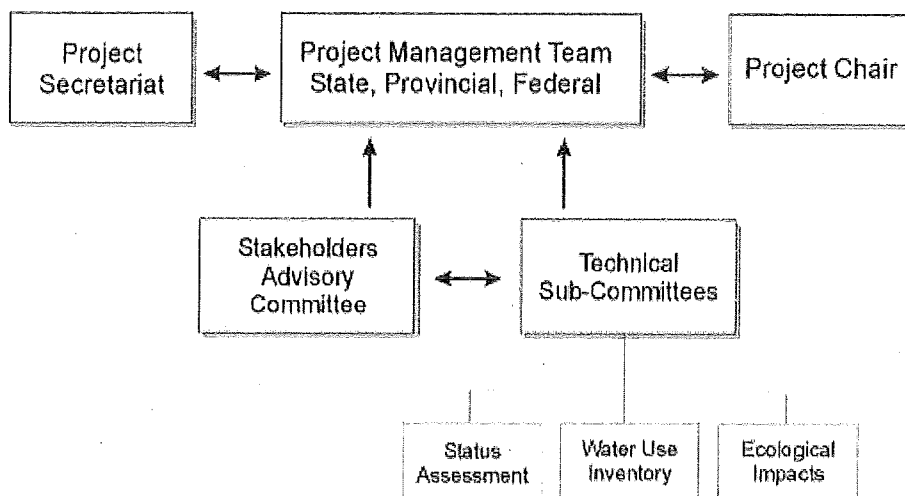 Project
Secretariat
Project Management Team
State, Provincial, Federal
Project Chair
Stakeholders
Advisory
Committee
Technical
Sub-Committees
Status
Assessment
Water Use
Inventory
Ecological
Impacts